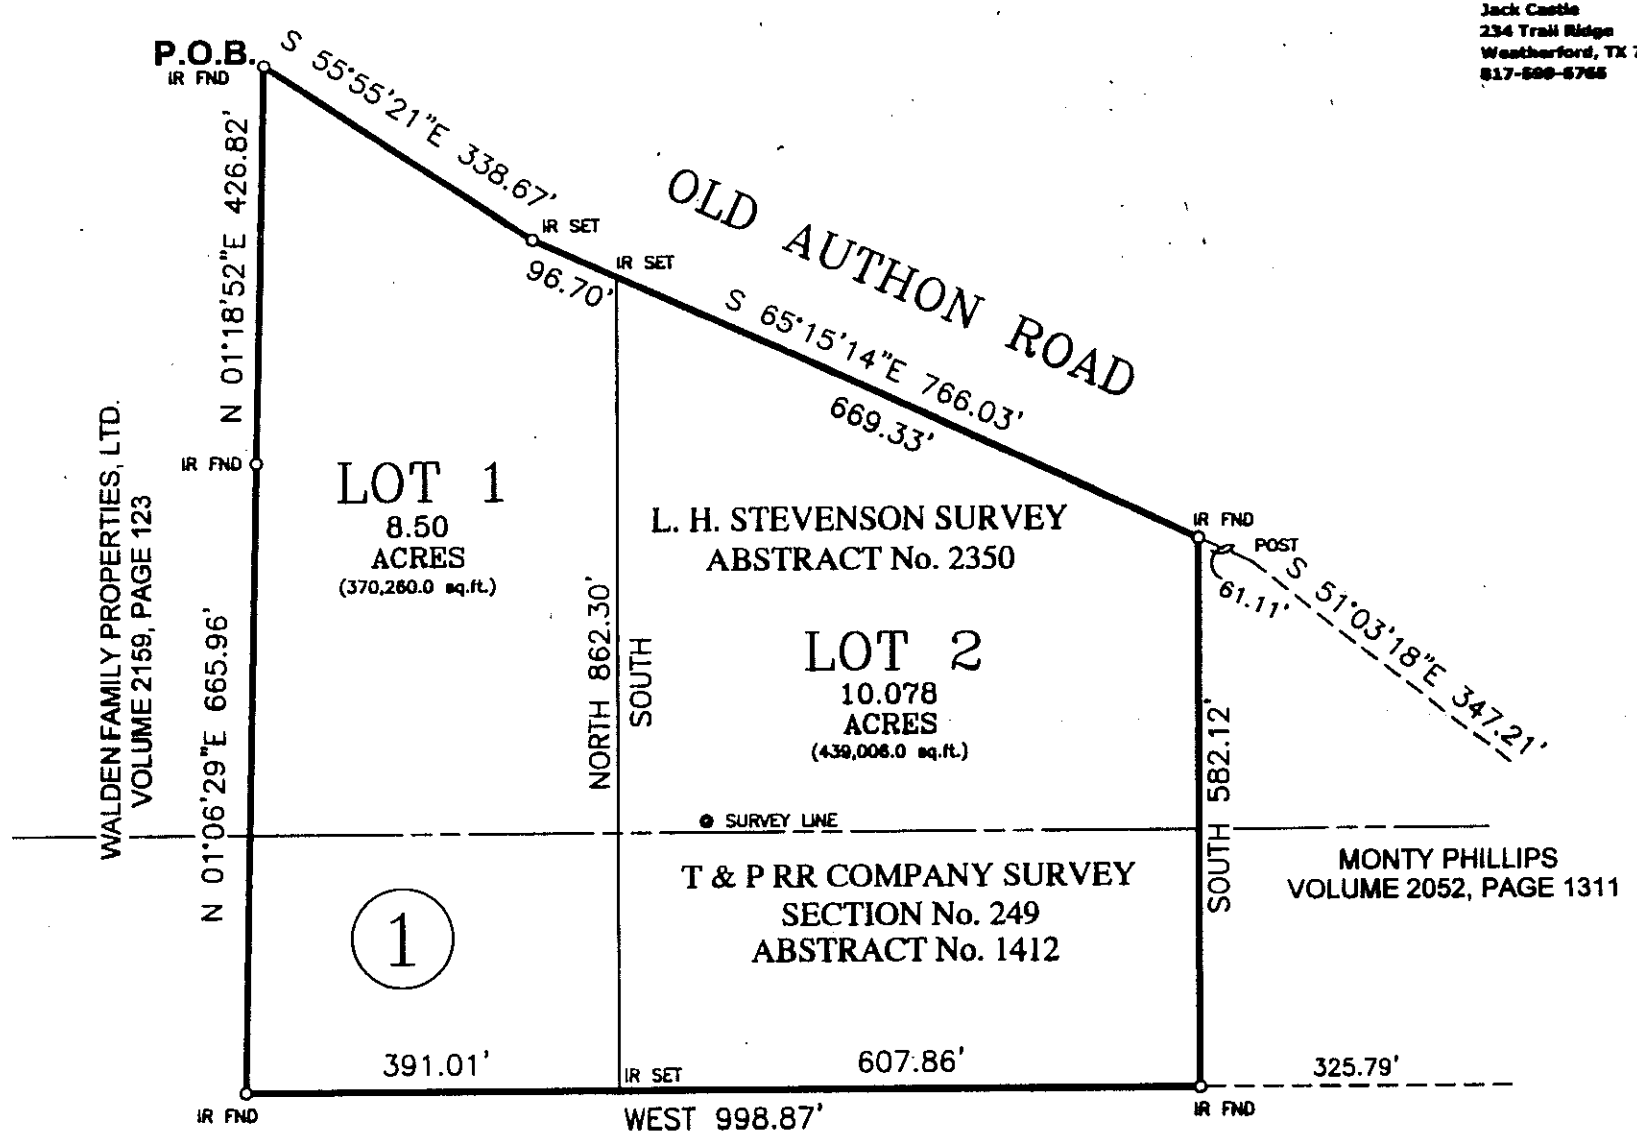 Jack Castle
234 Trail Ridge
Weatherford, TX 7
P.O.B.
IR FND
S 55°55'21"E 338.67'
IR SET
96.70'
IR SET
OLD AUTHON ROAD
S 65°15'14"E 766.03'
669.33'
N 01°18'52"E 426.82'
IR FND
WALDEN FAMILY PROPERTIES, LTD.
VOLUME 2159, PAGE 123
N 01°06'29"E 665.96'
LOT 1
8.50
ACRES
(370,260.0 sq.ft.)
L. H. STEVENSON SURVEY
ABSTRACT No. 2350
NORTH 862.30'
SOUTH
LOT 2
10.078
ACRES
(439,006.0 sq.ft.)
IR FND
POST
61.11'
S 51°03'18"E 347.21'
SOUTH 582.12'
SURVEY LINE
T & P RR COMPANY SURVEY
SECTION No. 249
ABSTRACT No. 1412
MONTY PHILLIPS
VOLUME 2052, PAGE 1311
1
391.01'
IR SET
607.86'
325.79'
IR FND
WEST 998.87'
IR FND